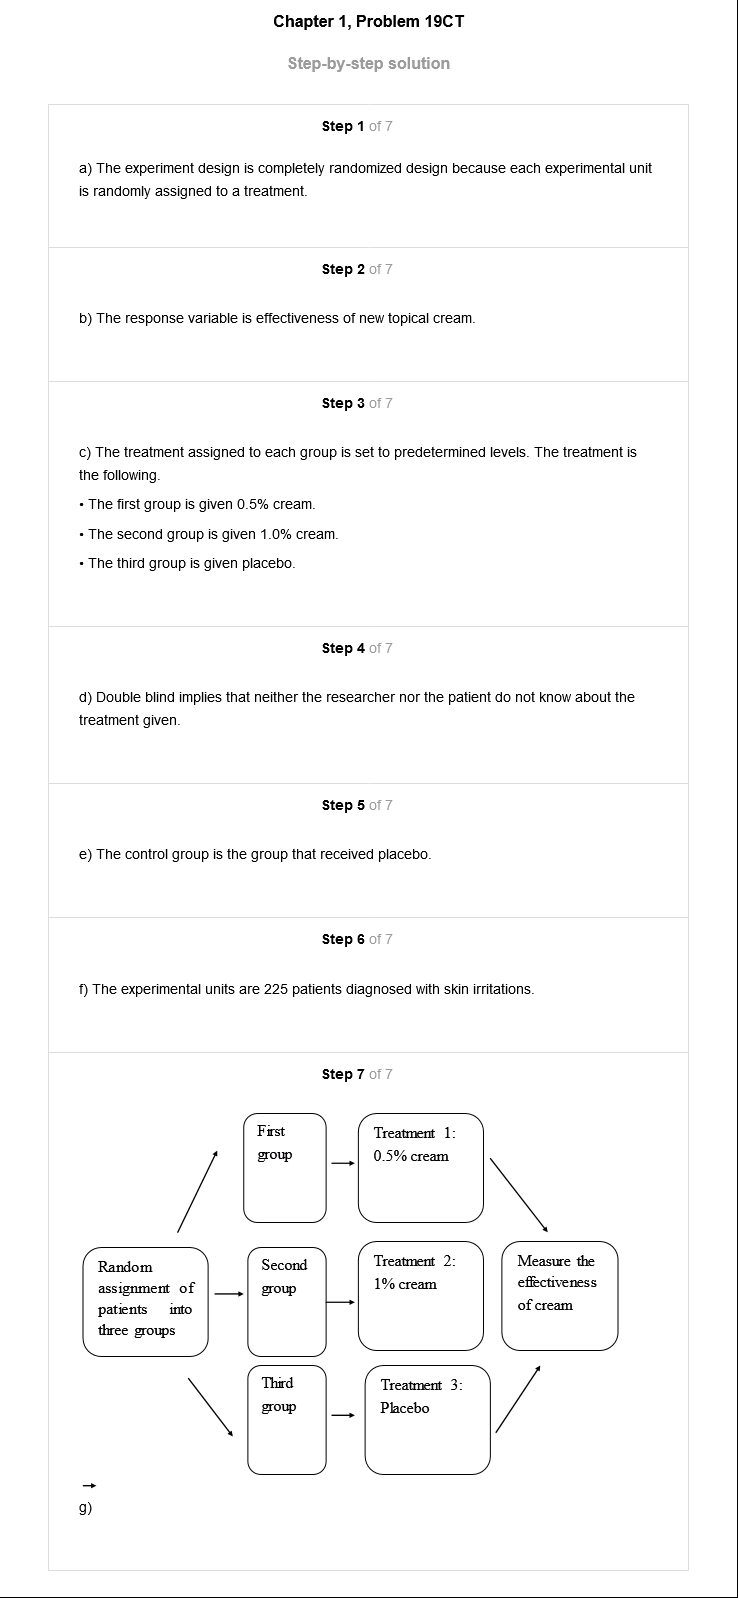 Chapter 1, Problem 19CT
Step-by-step solution
Step 1 of 7
a) The experiment design is completely randomized design because each experimental unit
is randomly assigned to a treatment.
Step 2 of 7
b) The response variable is effectiveness of new topical cream.
Step 3 of 7
c) The treatment assigned to each group is set to predetermined levels. The treatment is
the following.
• The first group is given 0.5% cream.
• The second group is given 1.0% cream.
• The third group is given placebo.
Step 4 of 7
d) Double blind implies that neither the researcher nor the patient do not know about the
treatment given.
Step 5 of 7
e) The control group is the group that received placebo.
Step 6 of 7
f) The experimental units are 225 patients diagnosed with skin irritations.
Step 7 of 7
First
group
Treatment 1:
0.5% cream
Random
assignment of
patients into
three groups
Second
group
Treatment 2:
1% cream
Measure the
effectiveness
of cream
Third
group
Treatment 3:
Placebo
g)